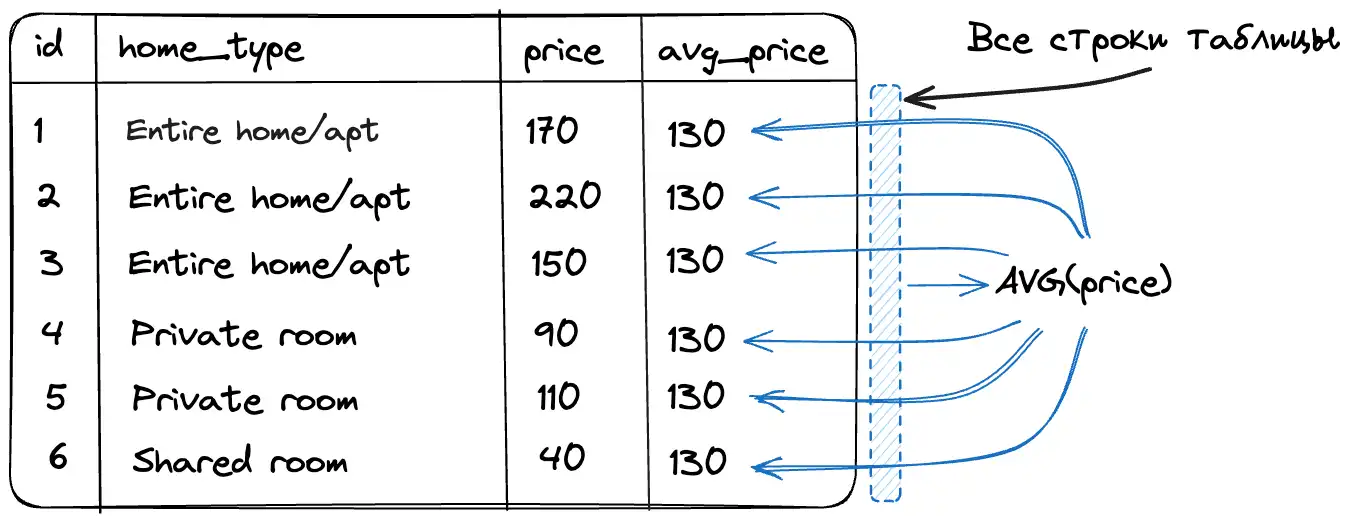 id home_type price avg_price
Все строки таблицы
1 Entire home/apt 170 130
2 Entire home/apt 220 130
3 Entire home/apt 150 130
AVG(price)
4 Private room 90 130
5 Private room 110 130
6 Shared room 40 130